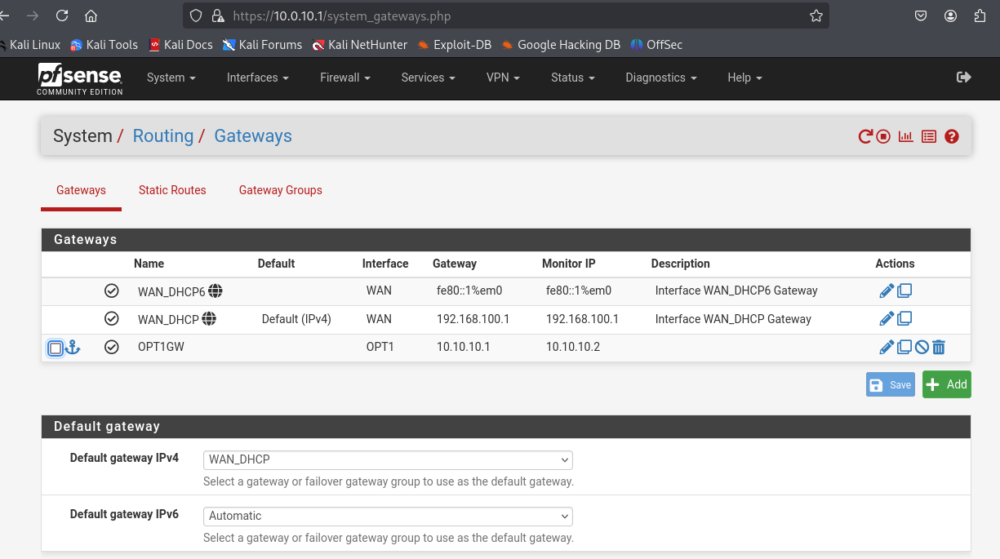 https://10.0.10.1/system_gateways.php
Kali Linux Kali Tools Kali Docs Kali Forums Kali NetHunter Exploit-DB Google Hacking DB OffSec
pfsense COMMUNITY EDITION System Interfaces Firewall Services VPN Status Diagnostics Help
System / Routing / Gateways
Gateways Static Routes Gateway Groups
Gateways
Name Default Interface Gateway Monitor IP Description Actions
WAN_DHCP6 WAN fe80::1%em0 fe80::1%em0 Interface WAN_DHCP6 Gateway
WAN_DHCP Default (IPv4) WAN 192.168.100.1 192.168.100.1 Interface WAN_DHCP Gateway
OPT1GW OPT1 10.10.10.1 10.10.10.2
Save Add
Default gateway
Default gateway IPv4 WAN_DHCP
Select a gateway or failover gateway group to use as the default gateway.
Default gateway IPv6 Automatic
Select a gateway or failover gateway group to use as the default gateway.